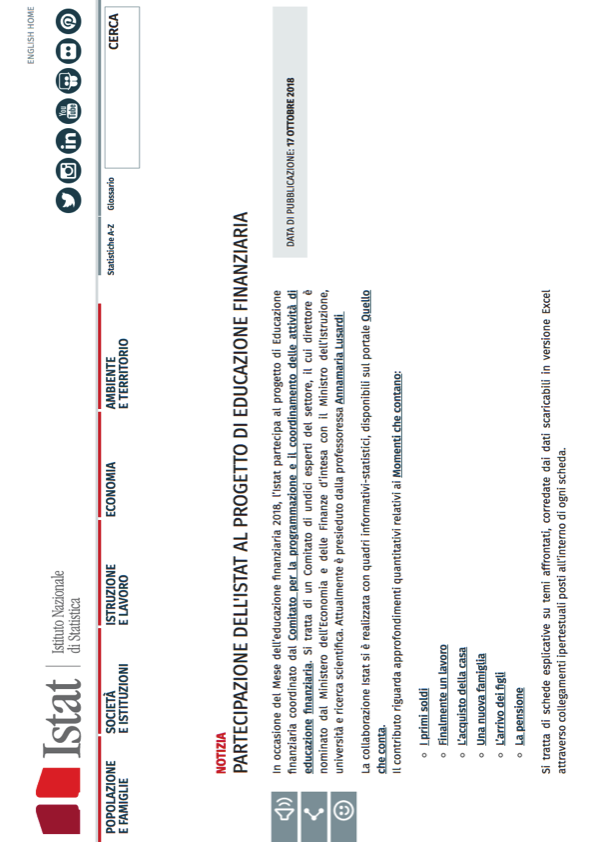 ENGLISH HOME
Istat
Istituto Nazionale
di Statistica
You
Tube
in
POPOLAZIONE
E FAMIGLIE
SOCIETÀ
E ISTITUZIONI
ISTRUZIONE
E LAVORO
ECONOMIA
AMBIENTE
E TERRITORIO
Statistiche A-Z
Glossario
CERCA
NOTIZIA
PARTECIPAZIONE DELL'ISTAT AL PROGETTO DI EDUCAZIONE FINANZIARIA
In occasione del Mese dell'educazione finanziaria 2018, l'Istat partecipa al progetto di Educazione
finanziaria coordinato dal Comitato per la programmazione e il coordinamento delle attività di
educazione finanziaria. Si tratta di un Comitato di undici esperti del settore, il cui direttore è
nominato dal Ministero dell'Economia e delle Finanze d'intesa con il Ministro dell'istruzione,
università e ricerca scientifica. Attualmente è presieduto dalla professoressa Annamaria Lusardi
La collaborazione Istat si è realizzata con quadri informativi-statistici, disponibili sul portale Quello
che conta.
Il contributo riguarda approfondimenti quantitativi relativi ai Momenti che contano:
I primi soldi
Finalmente un lavoro
L'acquisto della casa
Una nuova famiglia
L'arrivo dei figli
La pensione
Si tratta di schede esplicative su temi affrontati, corredate dai dati scaricabili in versione Excel
attraverso collegamenti ipertestuali posti all'interno di ogni scheda.
DATA DI PUBBLICAZIONE: 17 OTTOBRE 2018